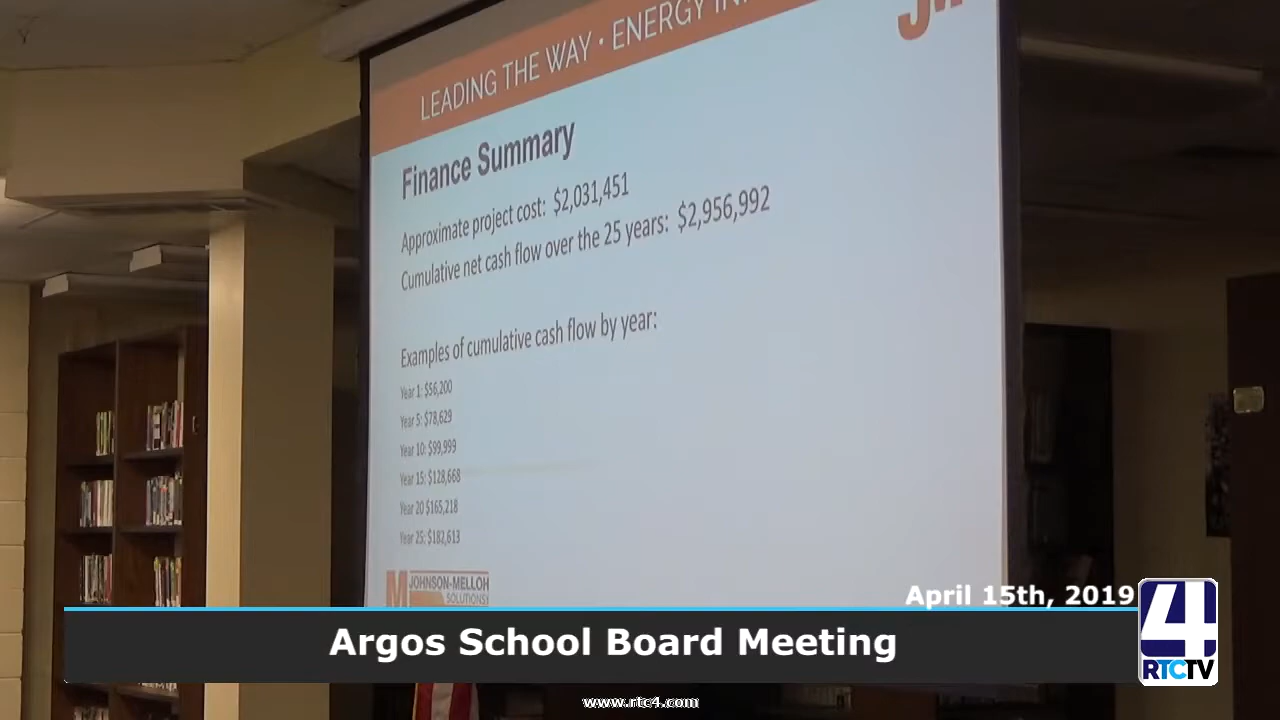 LEADING THE WAY • ENERGY
Finance Summary
Approximate project cost: $2,031,451
Cumulative net cash flow over the 25 years: $2,956,992
Examples of cumulative cash flow by year:
Year 1: $56,200
Year 5: $78,629
Year 10: $99,999
Year 15: $128,668
Year 20 $165,218
Year 25: $182,613
M JOHNSON-MELLOH
SOLUTIONS
April 15th, 2019
Argos School Board Meeting
4
RTCTV
www.rtc4.com